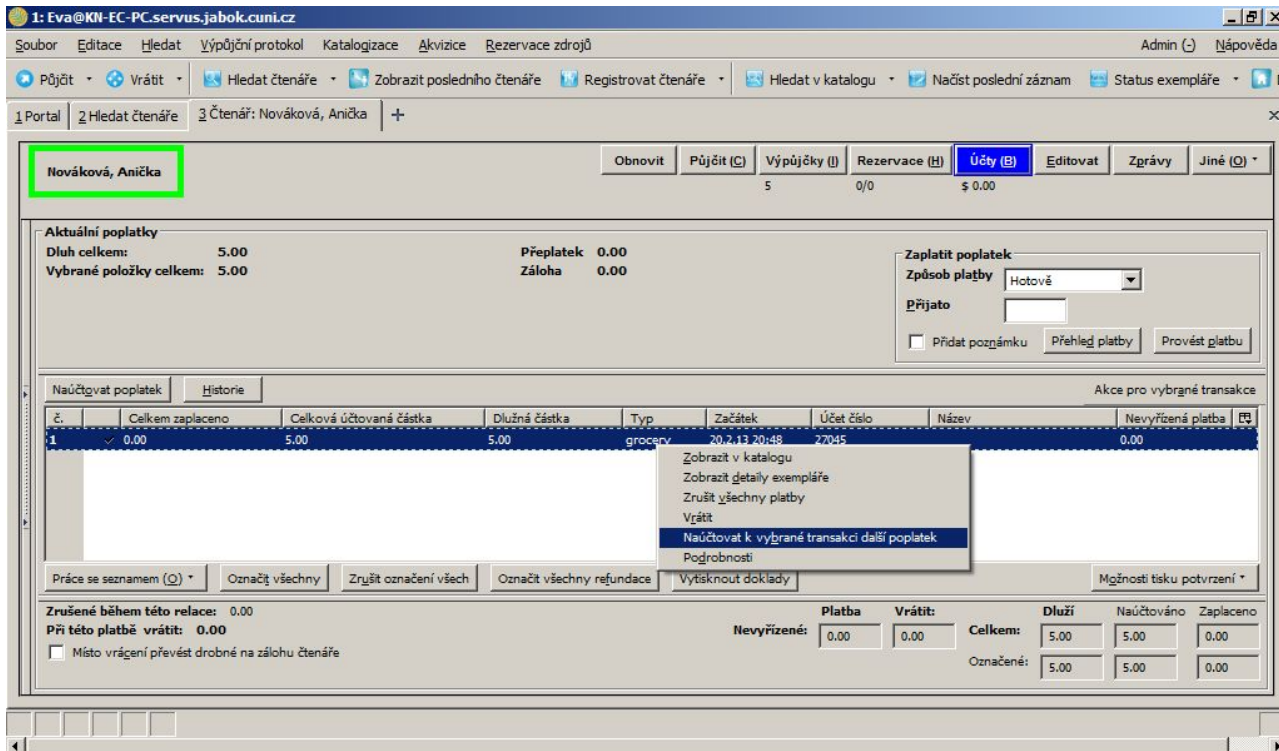 1: Eva@KN-EC-PC.servus.jabok.cuni.cz
Soubor Editace Hledat Výpůjční protokol Katalogizace Akvizice Rezervace zdrojů Admin (-) Nápověda
Půjčit Vrátit Hledat čtenáře Zobrazit posledního čtenáře Registrovat čtenáře Hledat v katalogu Načíst poslední záznam Status exempláře
1 Portal 2 Hledat čtenáře 3 Čtenář: Nováková, Anička
Nováková, Anička
Obnovit Půjčit (C) Výpůjčky (I) Rezervace (H) Účty (B) Editovat Zprávy Jiné (O)
5 0/0 $ 0.00
Aktuální poplatky
Dluh celkem: 5.00 Přeplatek 0.00
Vybrané položky celkem: 5.00 Záloha 0.00
Zaplatit poplatek
Způsob platby Hotově
Přijato
Přidat poznámku Přehled platby Provést platbu
Naúčtovat poplatek Historie Akce pro vybrané transakce
č. Celkem zaplaceno Celková účtovaná částka Dlužná částka Typ Začátek Účet číslo Název Nevyřízená platba
1 0.00 5.00 5.00 grocery 20.2.13 20:48 27045 0.00
Zobrazit v katalogu
Zobrazit detaily exempláře
Zrušit všechny platby
Vrátit
Naúčtovat k vybrané transakci další poplatek
Podrobnosti
Práce se seznamem (O) Označit všechny Zrušit označení všech Označit všechny refundace Vytisknout doklady Možnosti tisku potvrzení
Zrušené během této relace: 0.00 Platba Vrátit: Dluží Naúčtováno Zaplaceno
Při této platbě vrátit: 0.00 Nevyřízené: 0.00 0.00 Celkem: 5.00 5.00 0.00
Místo vrácení převést drobné na zálohu čtenáře Označené: 5.00 5.00 0.00